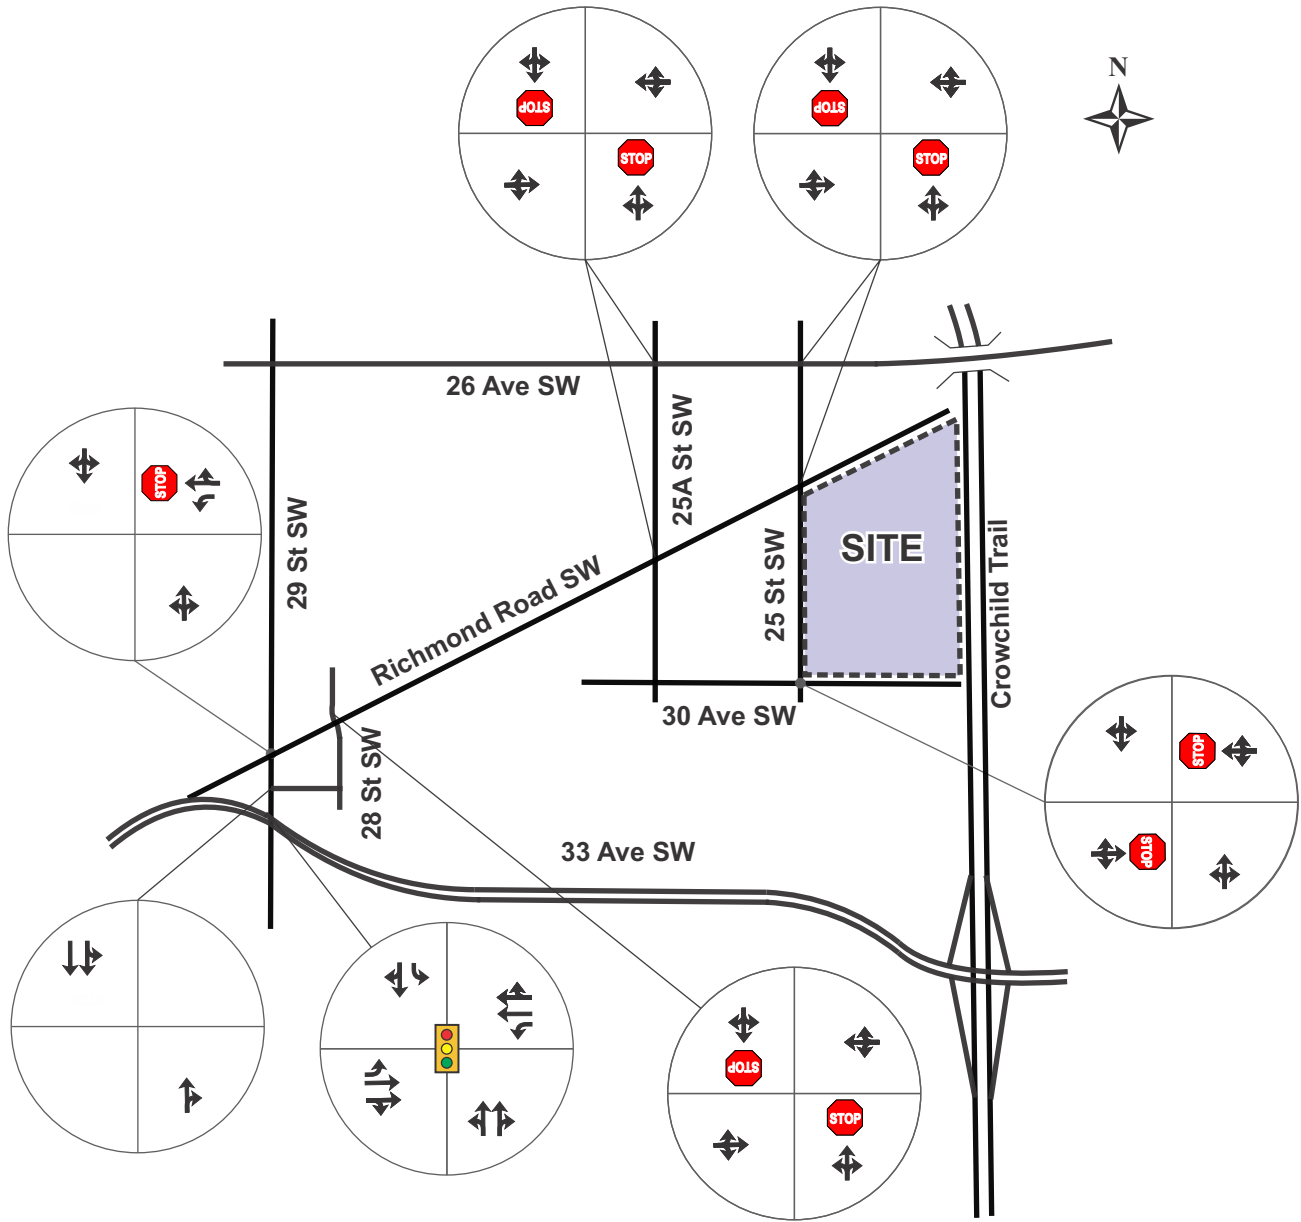 N
STOP
STOP
STOP
STOP
26 Ave SW
25A St SW
STOP
29 St SW
SITE
25 St SW
Crowchild Trail
Richmond Road SW
30 Ave SW
STOP
28 St SW
STOP
33 Ave SW
STOP
STOP